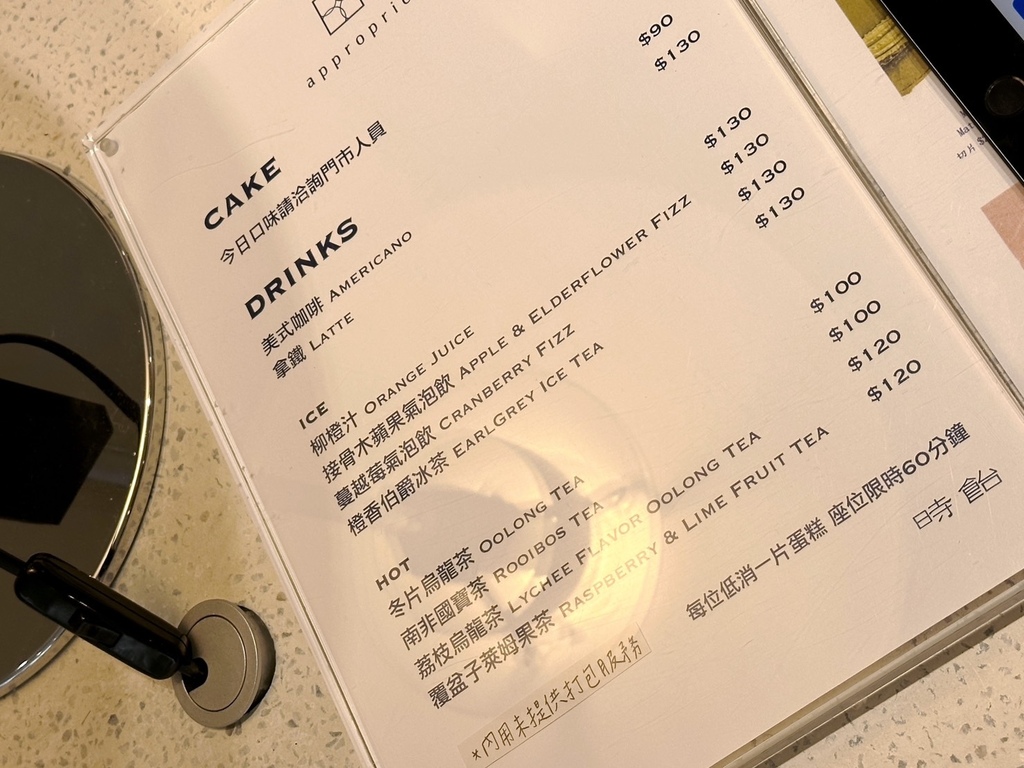 CAKE
今日口味請洽詢門市人員
DRINKS
美式咖啡 AMERICANO $90
拿鐵 LATTE $130
ICE
柳橙汁 ORANGE JUICE $130
接骨木蘋果氣泡飲 APPLE & ELDERFLOWER FIZZ $130
蔓越莓氣泡飲 CRANBERRY FIZZ $130
橙香伯爵冰茶 EARLGREY ICE TEA $130
HOT
冬片烏龍茶 OOLONG TEA $100
南非國寶茶 ROOIBOS TEA $100
荔枝烏龍茶 LYCHEE FLAVOR OOLONG TEA $120
覆盆子萊姆果茶 RASPBERRY & LIME FRUIT TEA $120
每位低消一片蛋糕 座位限時60分鐘
時飴
*內用未提供打包服務
切片